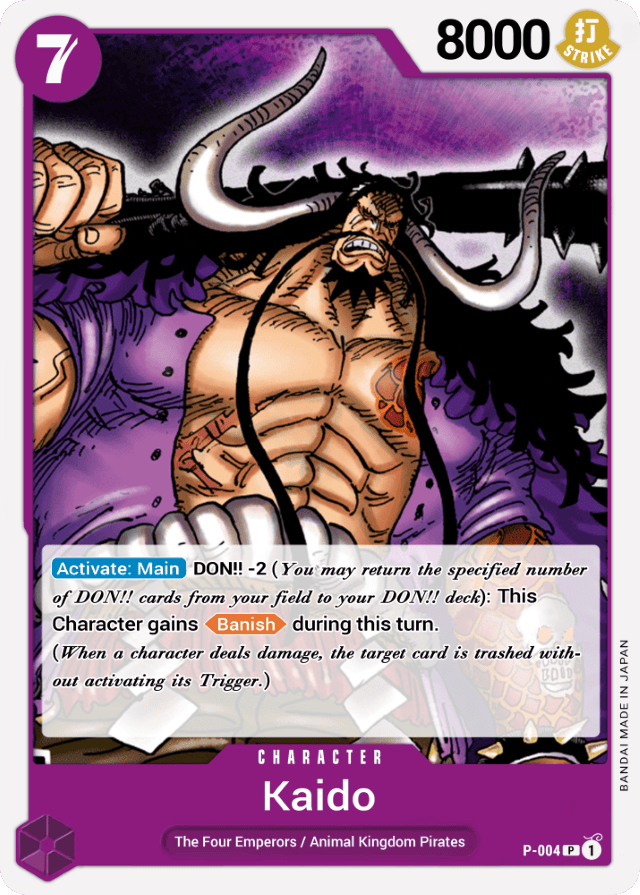 7
8000
打
STRIKE
Activate: Main DON!! -2 (You may return the specified number
of DON!! cards from your field to your DON!! deck): This
Character gains Banish during this turn.
(When a character deals damage, the target card is trashed with-
out activating its Trigger.)
BANDAI MADE IN JAPAN
CHARACTER
Kaido
The Four Emperors / Animal Kingdom Pirates
P-004 P 1